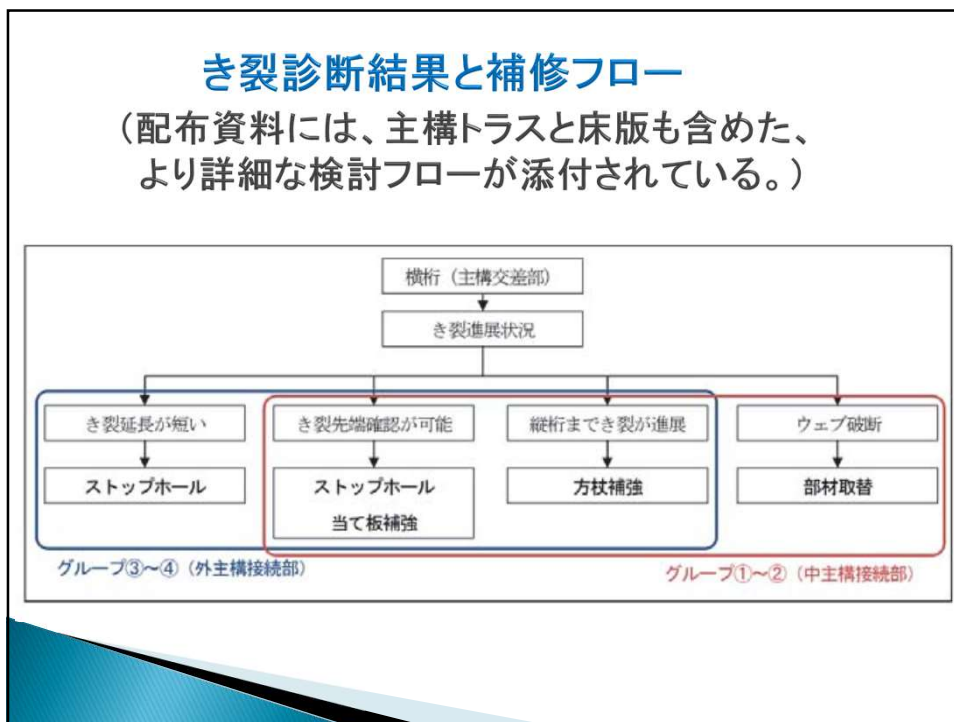 き裂診断結果と補修フロー
（配布資料には、主構トラスと床版も含めた、
より詳細な検討フローが添付されている。）
横桁（主構交差部）
き裂進展状況
き裂延長が短い
き裂先端確認が可能
縦桁までき裂が進展
ウェブ破断
ストップホール
ストップホール
当て板補強
方杖補強
部材取替
グループ③～④（外主構接続部）
グループ①～②（中主構接続部）